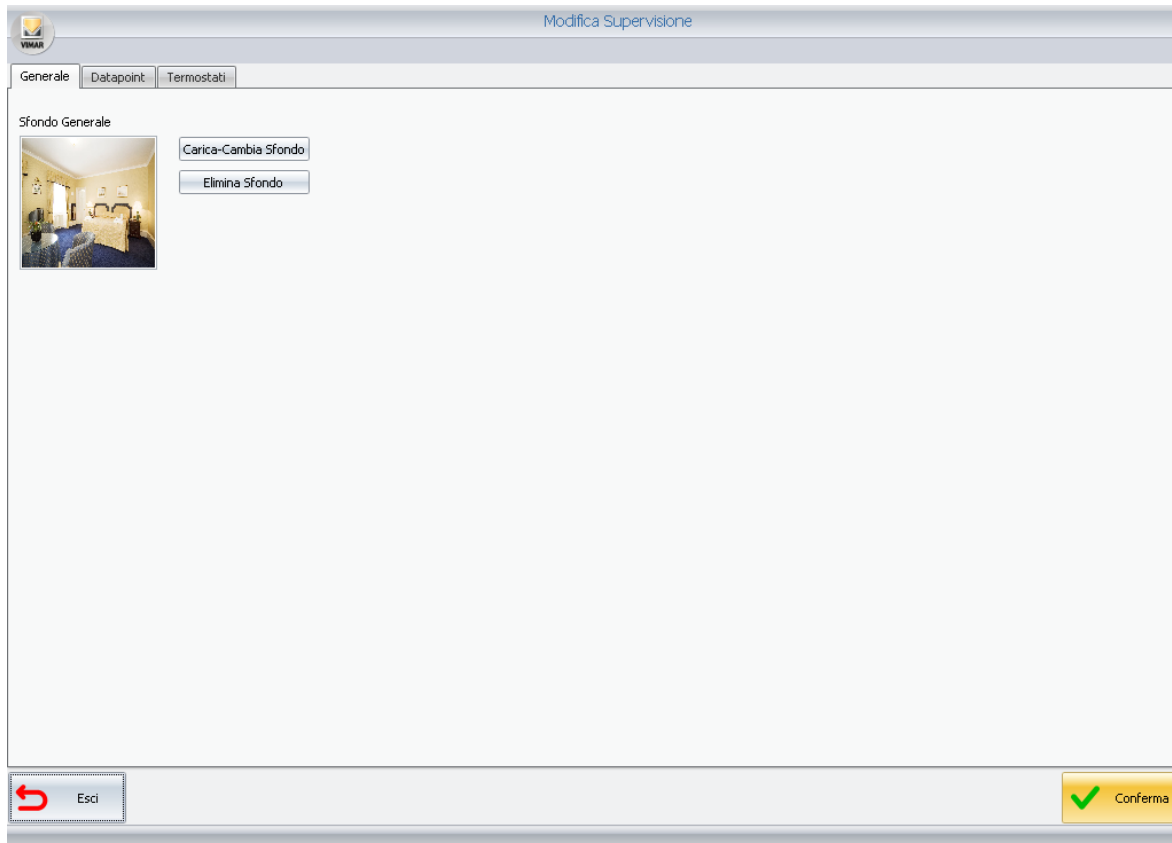 Modifica Supervisione
VIMAR
Generale Datapoint Termostati
Sfondo Generale
Carica-Cambia Sfondo
Elimina Sfondo
Esci
Conferma